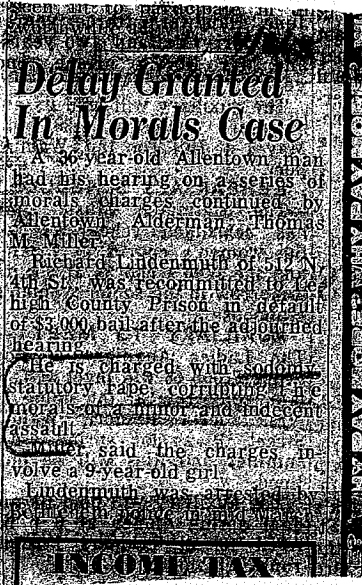 Delay Granted
In Morals Case
A 36-year-old Allentown man
had his hearing on a series of
morals charges continued by
Allentown Alderman Thomas
M. Miller.
Richard Lindenmuth of 512 N.
4th St. was recommitted to Le-
high County Prison in default
of $3,000 bail after the adjourned
hearing.
He is charged with sodomy,
statutory rape, corrupting the
morals of a minor and indecent
assault.
Miller said the charges in-
volve a 9-year-old girl.
Lindenmuth was arrested by
INCOME TAX